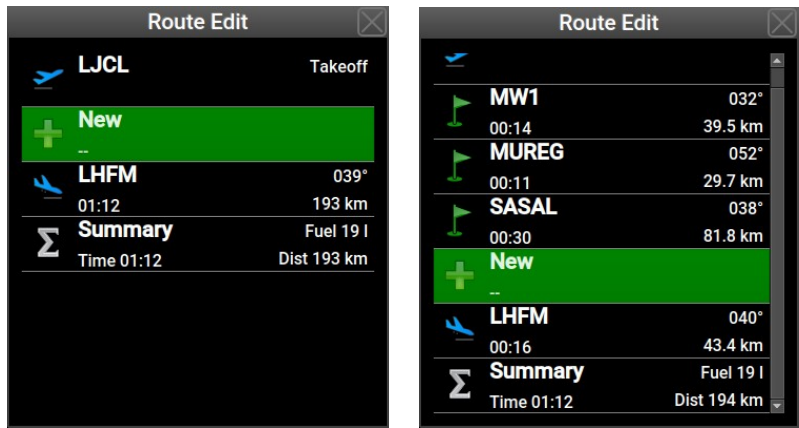 Route Edit
LJCL
Takeoff
New
--
LHFM 039°
01:12 193 km
Summary Fuel 19 l
Time 01:12 Dist 193 km
Route Edit
MW1 032°
00:14 39.5 km
MUREG 052°
00:11 29.7 km
SASAL 038°
00:30 81.8 km
New
--
LHFM 040°
00:16 43.4 km
Summary Fuel 19 l
Time 01:12 Dist 194 km